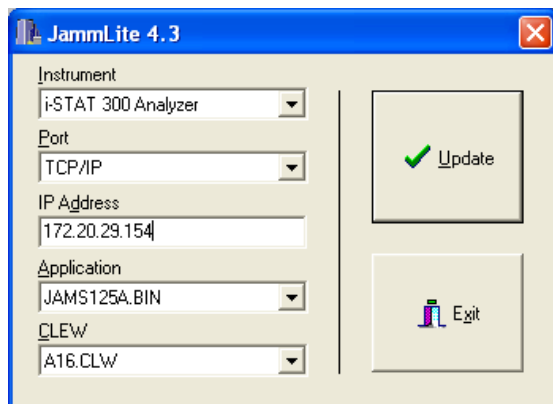 JammLite 4.3
Instrument
i-STAT 300 Analyzer
Port
TCP/IP
IP Address
172.20.29.154
Application
JAMS125A.BIN
CLEW
A16.CLW
Update
Exit